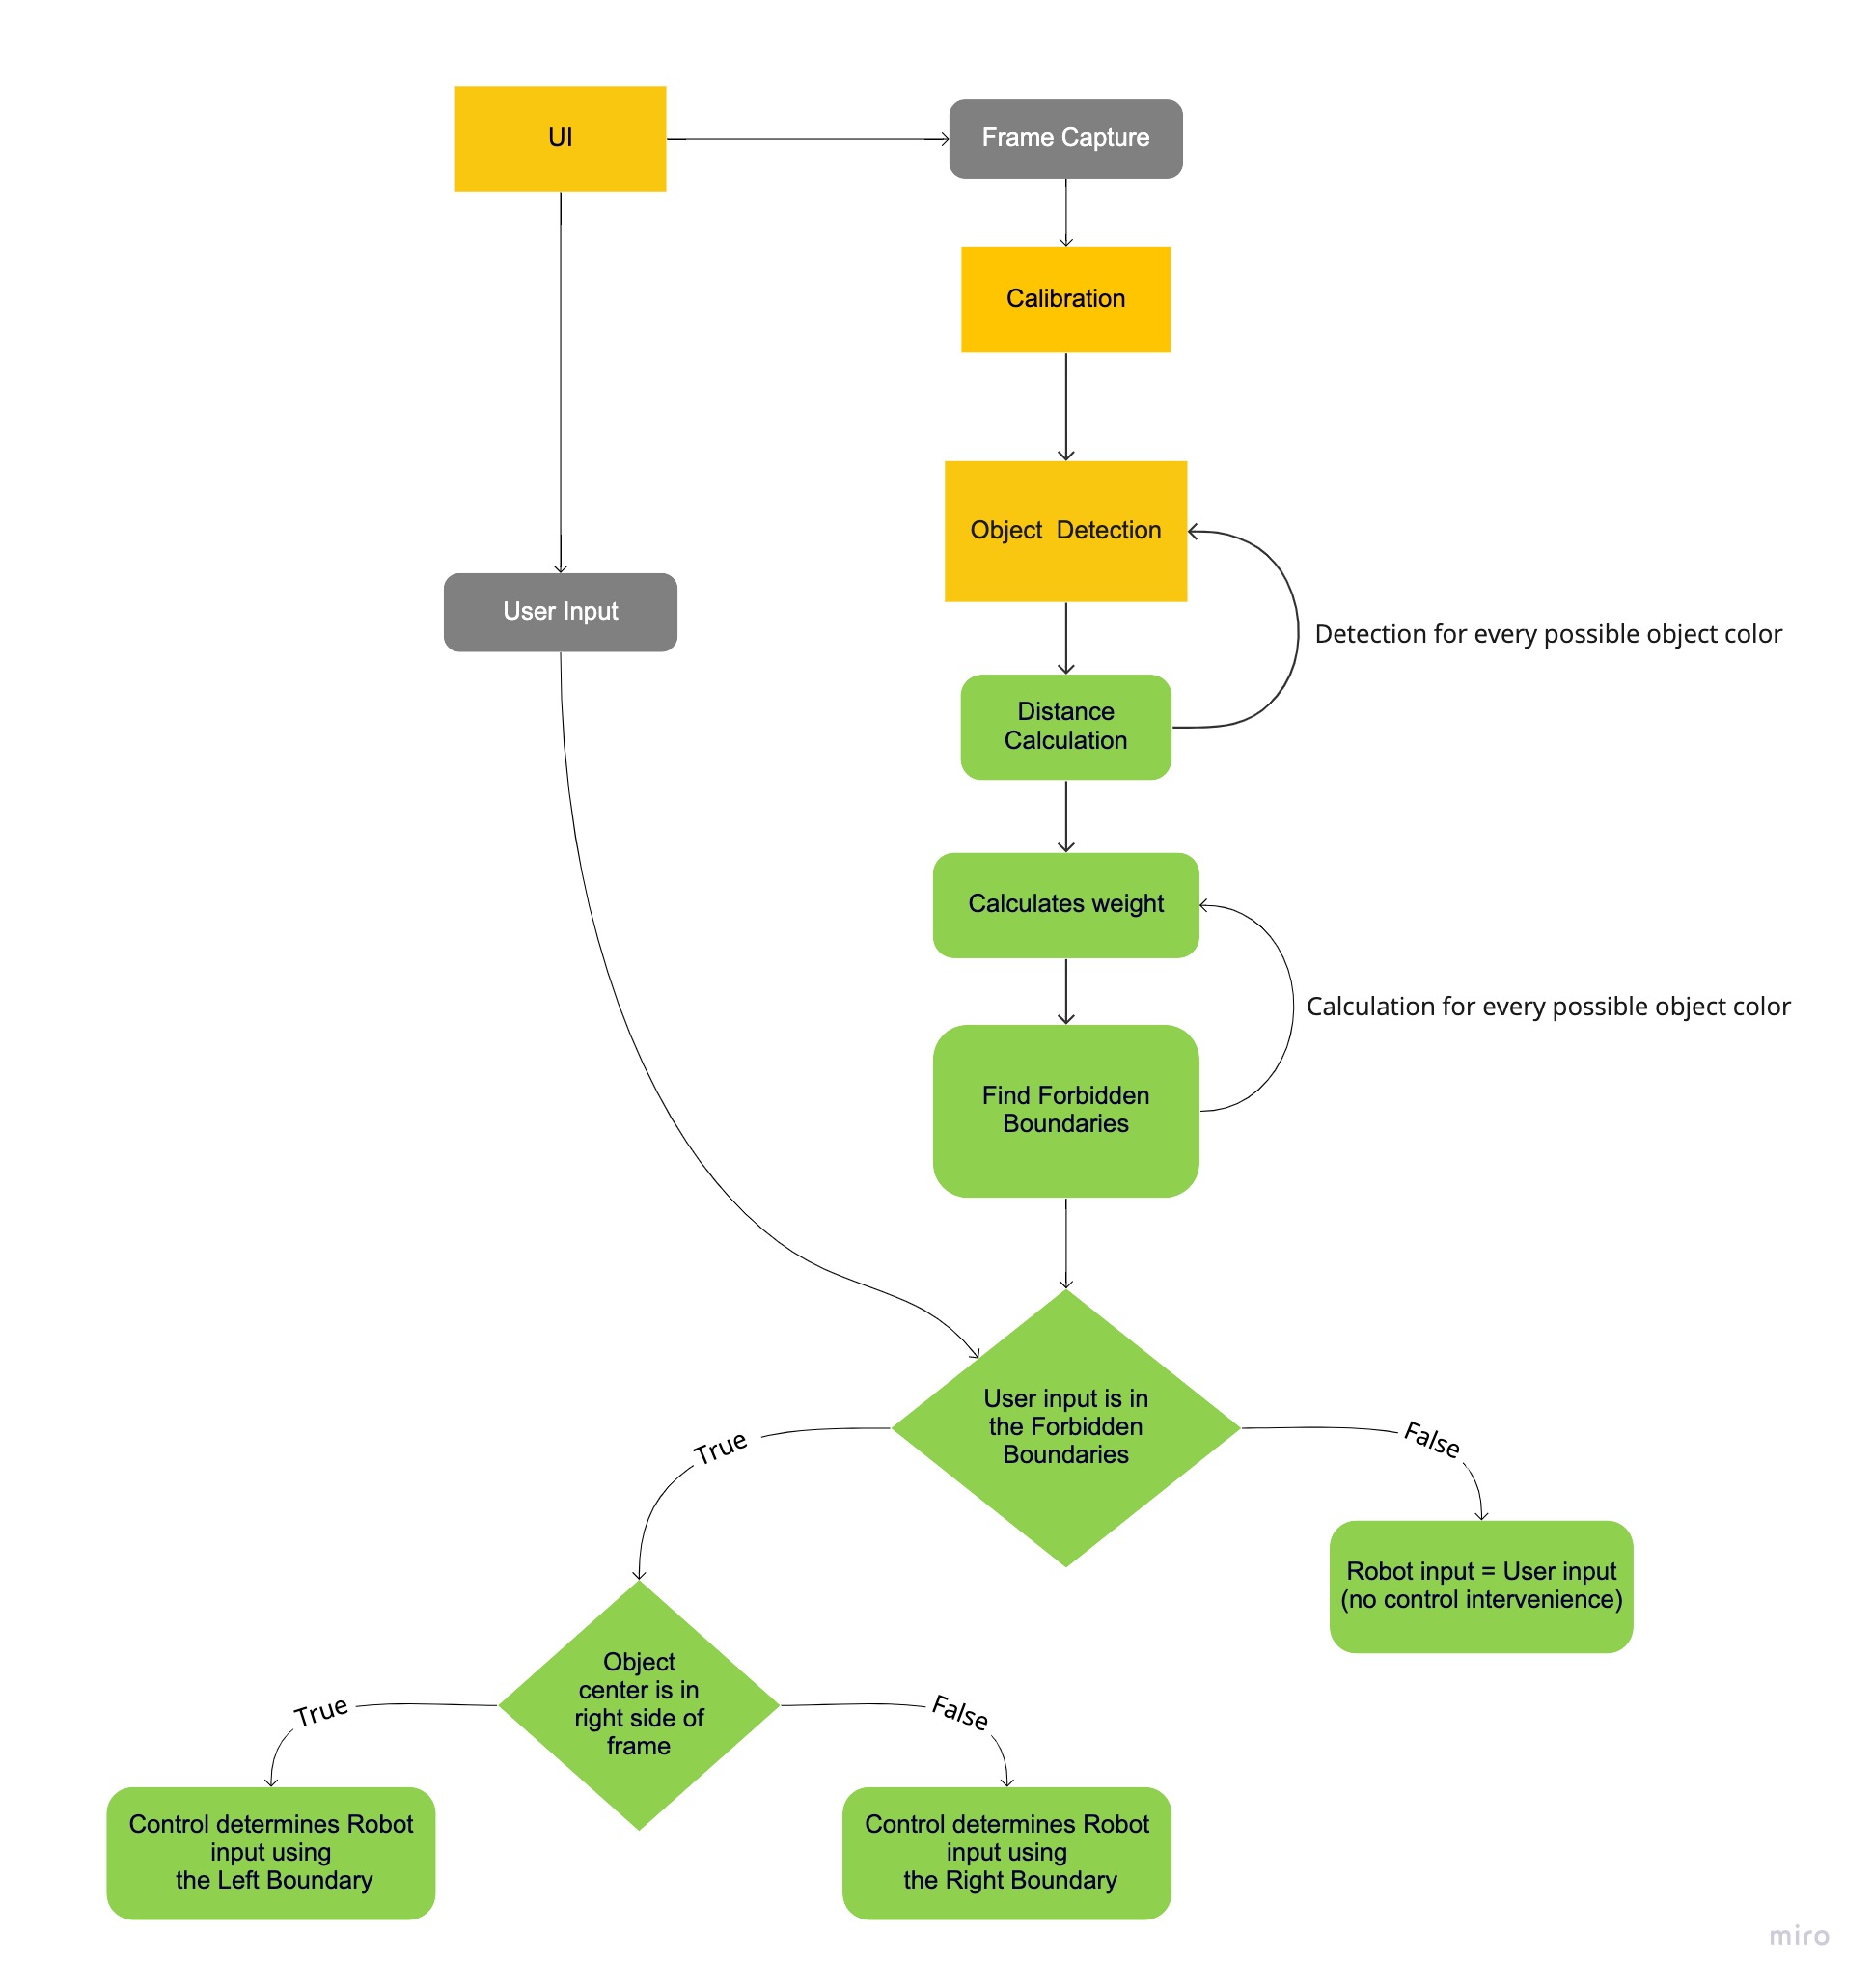 UI
Frame Capture
Calibration
Object  Detection
User Input
Detection for every possible object color
Distance
Calculation
Calculates weight
Calculation for every possible object color
Find Forbidden
Boundaries
User input is in
the Forbidden
Boundaries
True
False
Robot input = User input
(no control intervenience)
Object
center is in
right side of
frame
True
False
Control determines Robot
input using
the Left Boundary
Control determines Robot
input using
the Right Boundary
miro